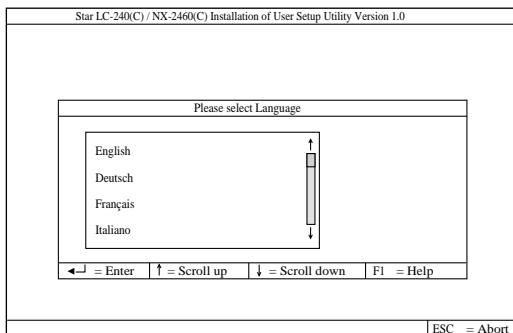 Star LC-240(C) / NX-2460(C) Installation of User Setup Utility Version 1.0
Please select Language
English
Deutsch
Français
Italiano
= Enter ↑ = Scroll up ↓ = Scroll down F1 = Help
ESC = Abort